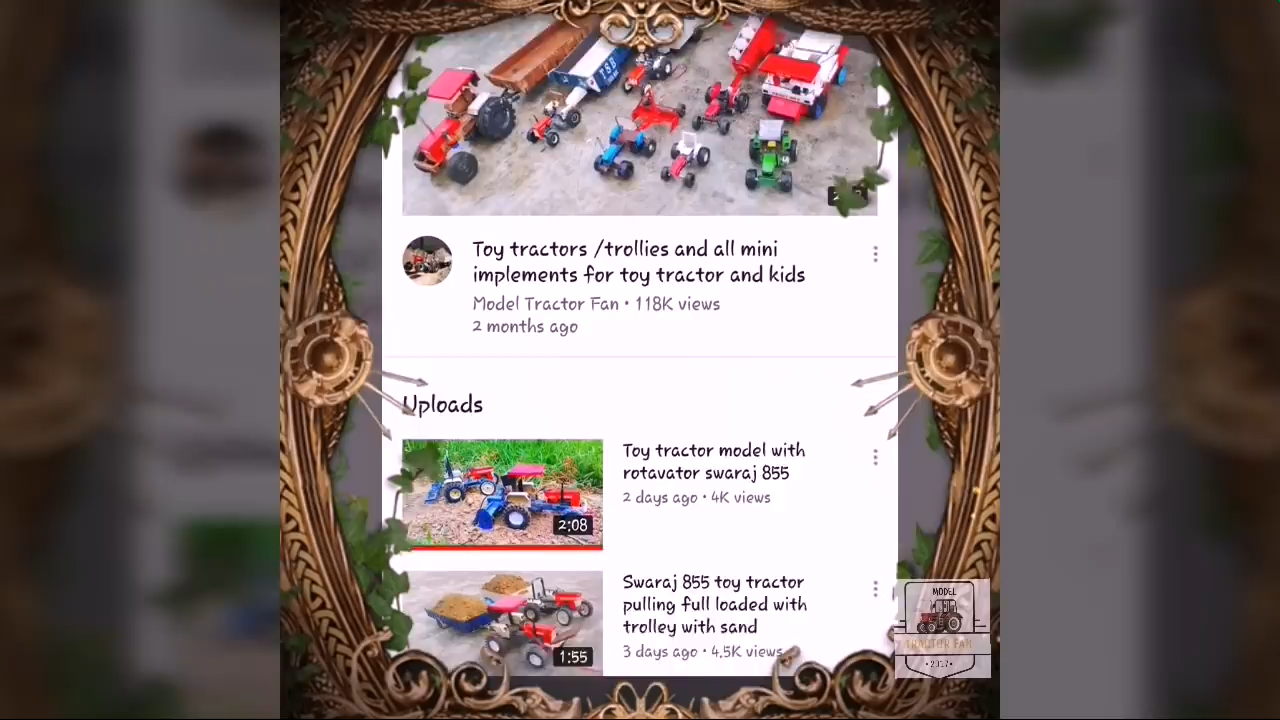 TSB
Toy tractors /trollies and all mini
implements for toy tractor and kids
Model Tractor Fan • 118K views
2 months ago
Uploads
Toy tractor model with
rotavator swaraj 855
2 days ago • 4K views
2:08
Swaraj 855 toy tractor
pulling full loaded with
trolley with sand
3 days ago • 4.5K views
1:55
MODEL
TRACTOR FAN
• 2017 •